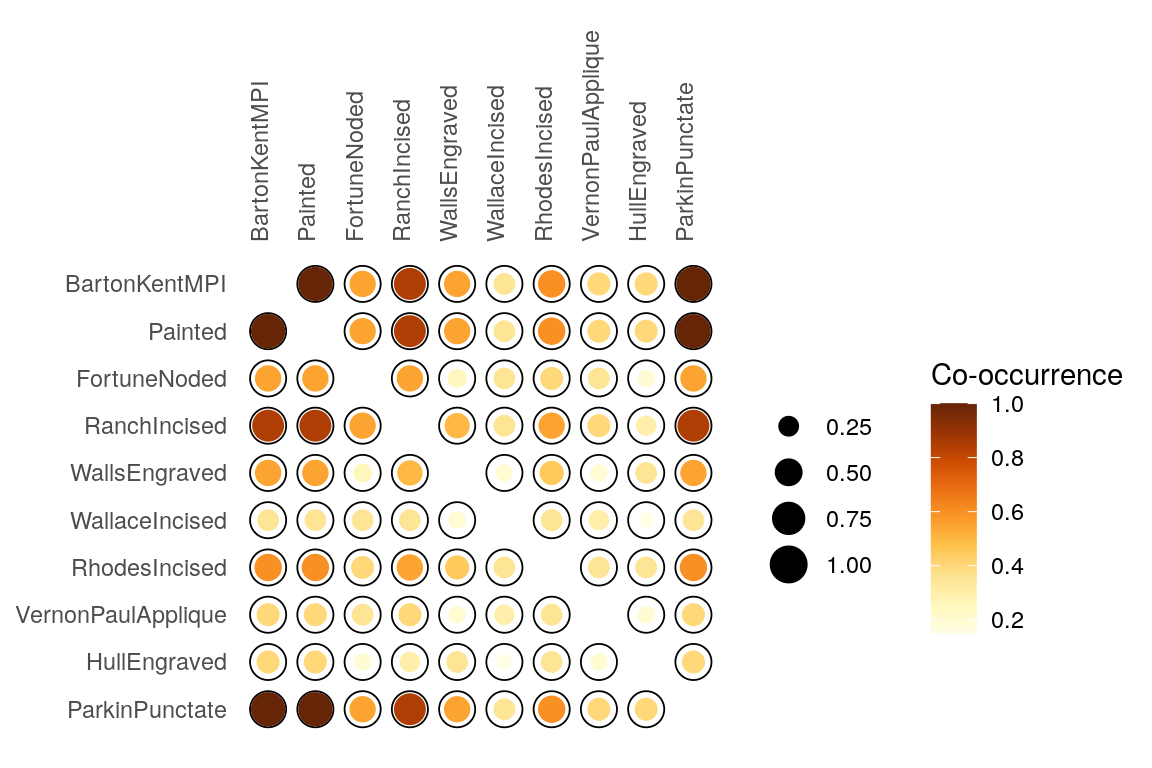 BartonKentMPI
Painted
FortuneNoded
RanchIncised
WallsEngraved
WallaceIncised
RhodesIncised
VernonPaulApplique
HullEngraved
ParkinPunctate
BartonKentMPI
Painted
FortuneNoded
RanchIncised
WallsEngraved
WallaceIncised
RhodesIncised
VernonPaulApplique
HullEngraved
ParkinPunctate
0.25
0.50
0.75
1.00
Co-occurrence
1.0
0.8
0.6
0.4
0.2